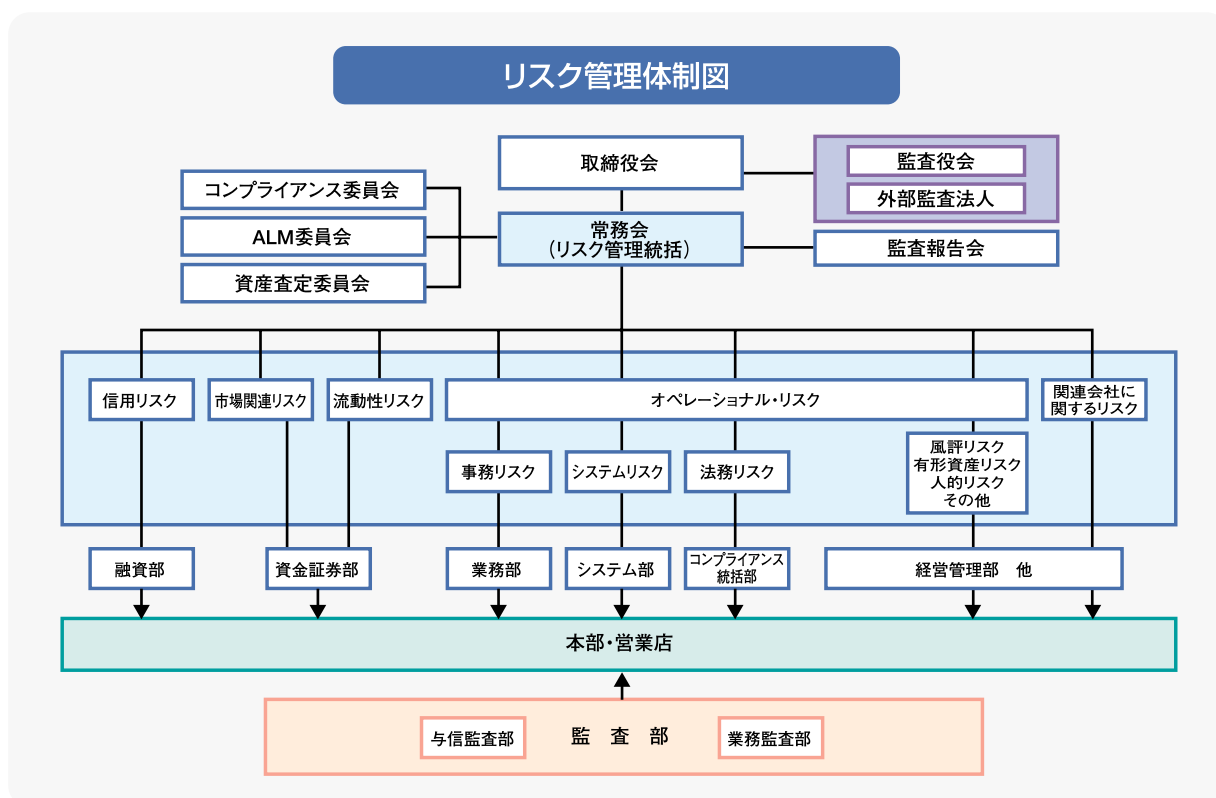 リスク管理体制図
取締役会
監査役会
外部監査法人
コンプライアンス委員会
ALM委員会
資産査定委員会
常務会
（リスク管理統括）
監査報告会
信用リスク
市場関連リスク
流動性リスク
オペレーショナル・リスク
関連会社に
関するリスク
事務リスク
システムリスク
法務リスク
風評リスク
有形資産リスク
人的リスク
その他
融資部
資金証券部
業務部
システム部
コンプライアンス
統括部
経営管理部　他
本部・営業店
与信監査部
監　査　部
業務監査部